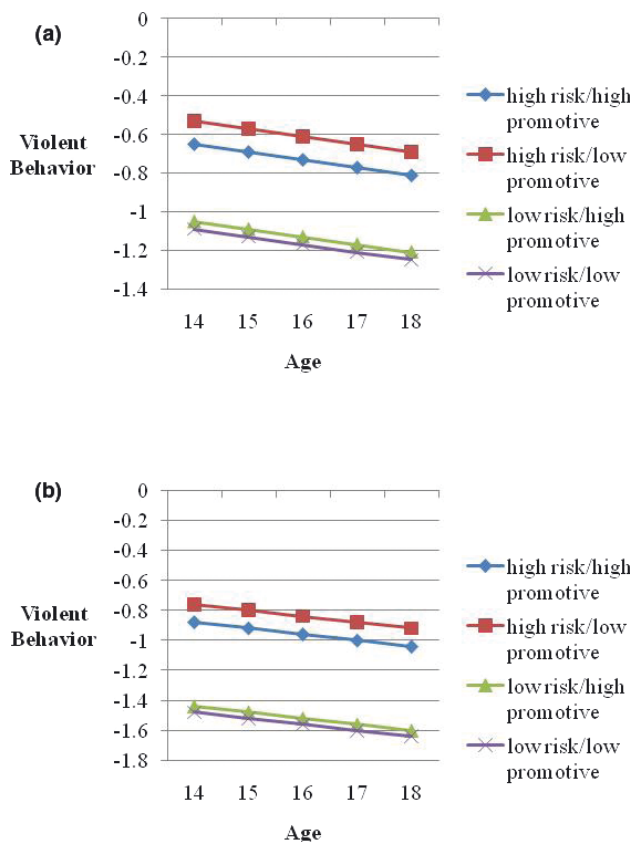 (a)
0
-0.2
-0.4
-0.6
-0.8
-1
-1.2
-1.4
Violent
Behavior
14 15 16 17 18
Age
high risk/high
promotive
high risk/low
promotive
low risk/high
promotive
low risk/low
promotive
(b)
0
-0.2
-0.4
-0.6
-0.8
-1
-1.2
-1.4
-1.6
-1.8
Violent
Behavior
14 15 16 17 18
Age
high risk/high
promotive
high risk/low
promotive
low risk/high
promotive
low risk/low
promotive